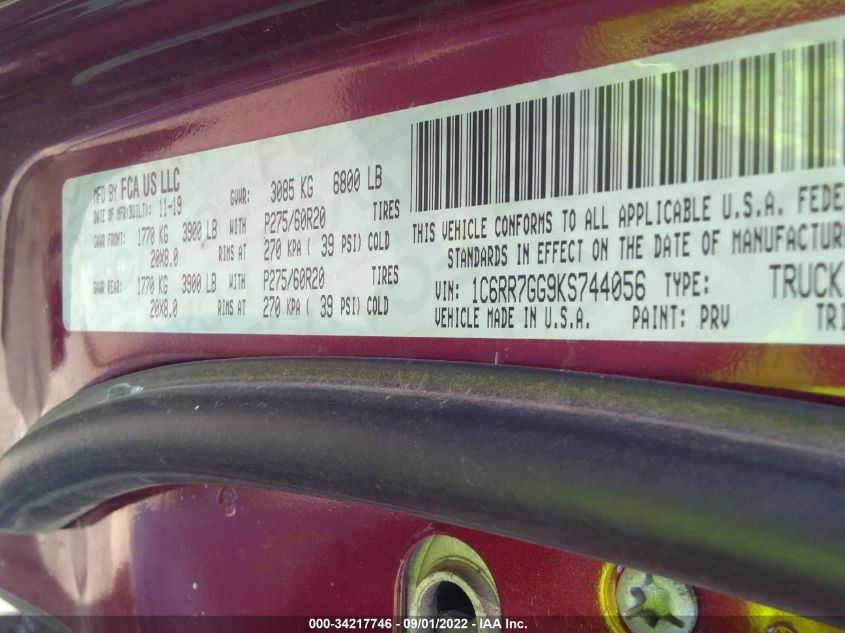 MFD BY FCA US LLC
DATE OF MFR(BUILT): 11-19 GVWR: 3085 KG 6800 LB
GAWR FRONT: 1770 KG 3900 LB WITH P275/60R20 TIRES
20X8.0 RIMS AT 270 KPA ( 39 PSI) COLD
GAWR REAR: 1770 KG 3900 LB WITH P275/60R20 TIRES
20X8.0 RIMS AT 270 KPA ( 39 PSI) COLD
THIS VEHICLE CONFORMS TO ALL APPLICABLE U.S.A. FEDE
STANDARDS IN EFFECT ON THE DATE OF MANUFACTUR
VIN: 1C6RR7GG9KS744056 TYPE: TRUCK
VEHICLE MADE IN U.S.A. PAINT: PRV TRI
000-34217746 - 09/01/2022 - IAA Inc.